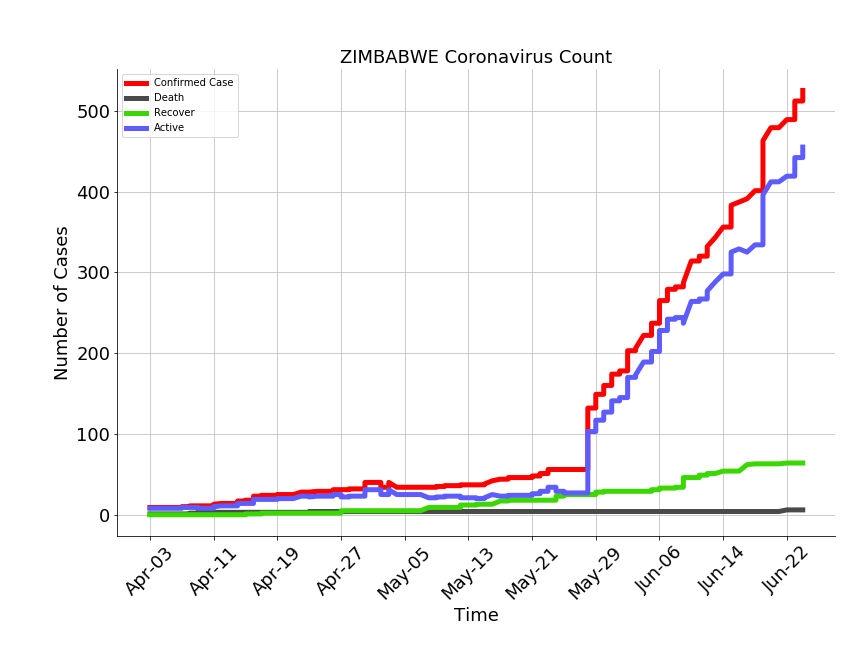 ZIMBABWE Coronavirus Count
Confirmed Case
Death
Recover
Active
Number of Cases
500
400
300
200
100
0
Apr-03
Apr-11
Apr-19
Apr-27
May-05
May-13
May-21
May-29
Jun-06
Jun-14
Jun-22
Time